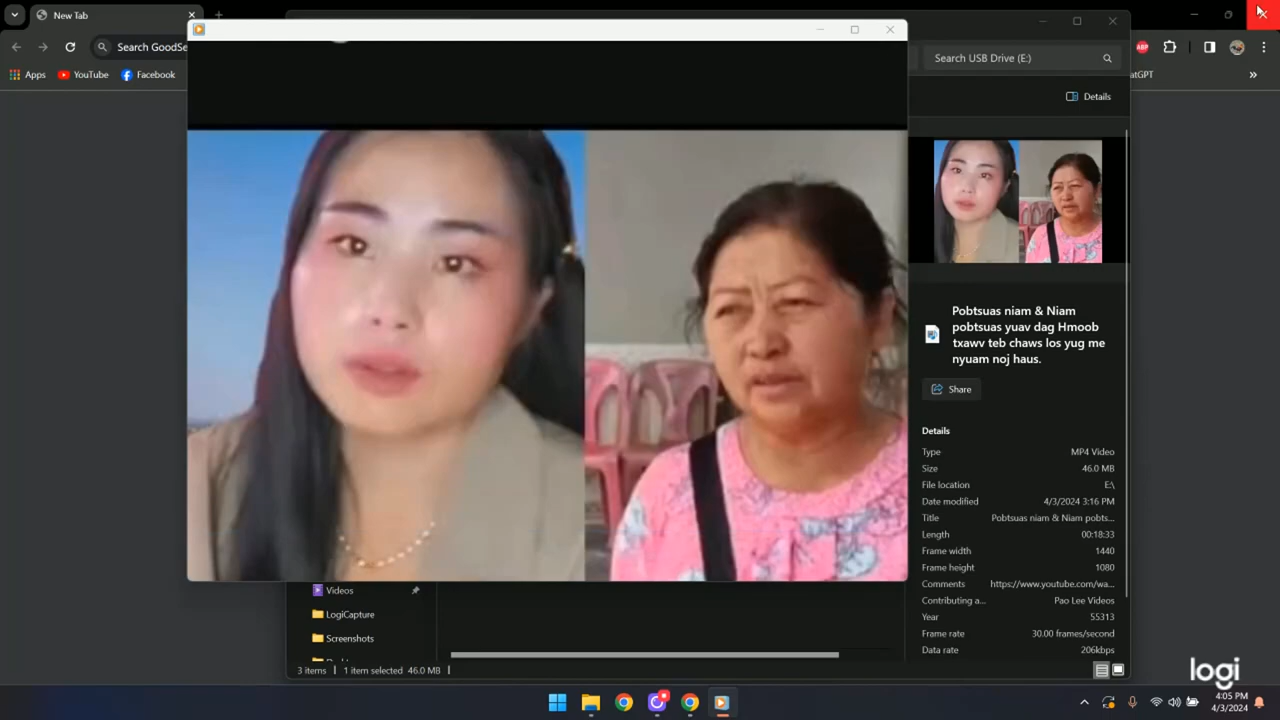 New Tab
Search GoodSe
Apps
YouTube
Facebook
ABP
atGPT
Search USB Drive (E:)
Details
Pobtsuas niam & Niam
pobtsuas yuav dag Hmoob
txawv teb chaws los yug me
nyuam noj haus.
Share
Details
Type MP4 Video
Size 46.0 MB
File location E:\
Date modified 4/3/2024 3:16 PM
Title Pobtsuas niam & Niam pobts...
Length 00:18:33
Frame width 1440
Frame height 1080
Comments https://www.youtube.com/wa...
Contributing a... Pao Lee Videos
Year 55313
Frame rate 30.00 frames/second
Data rate 206kbps
Videos
LogiCapture
Screenshots
3 items 1 item selected 46.0 MB
logi
4:05 PM
4/3/2024